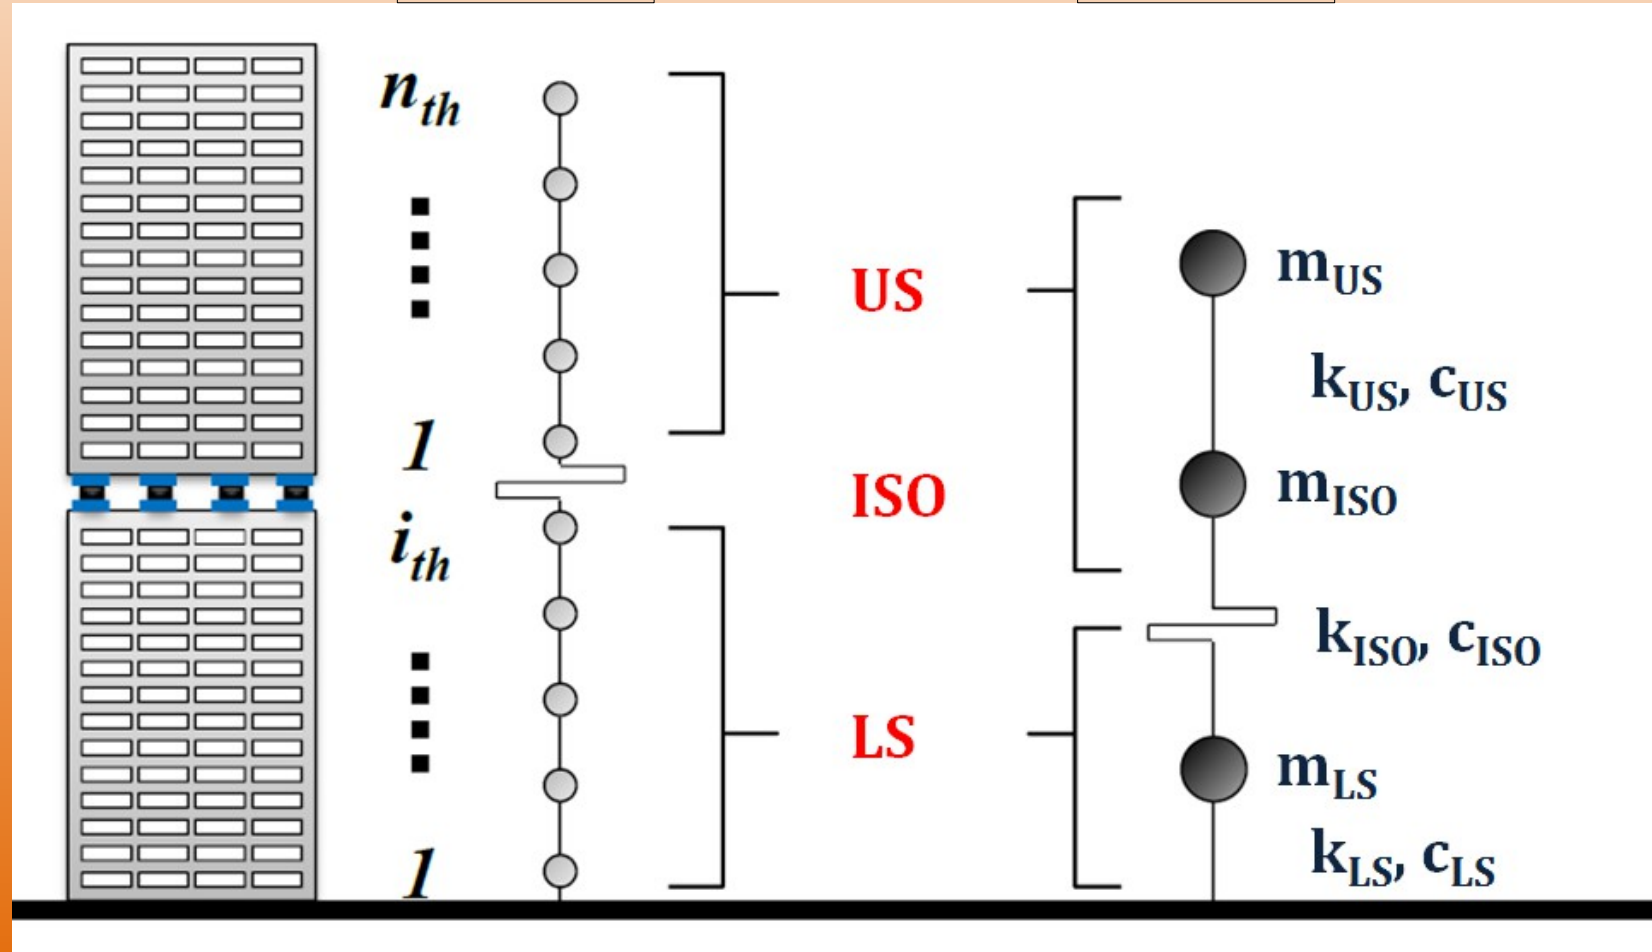 n_th
1
i_th
1
US
ISO
LS
m_US
k_US, c_US
m_ISO
k_ISO, c_ISO
m_LS
k_LS, c_LS